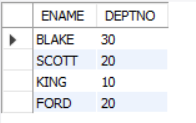 ENAME DEPTNO
BLAKE 30
SCOTT 20
KING 10
FORD 20